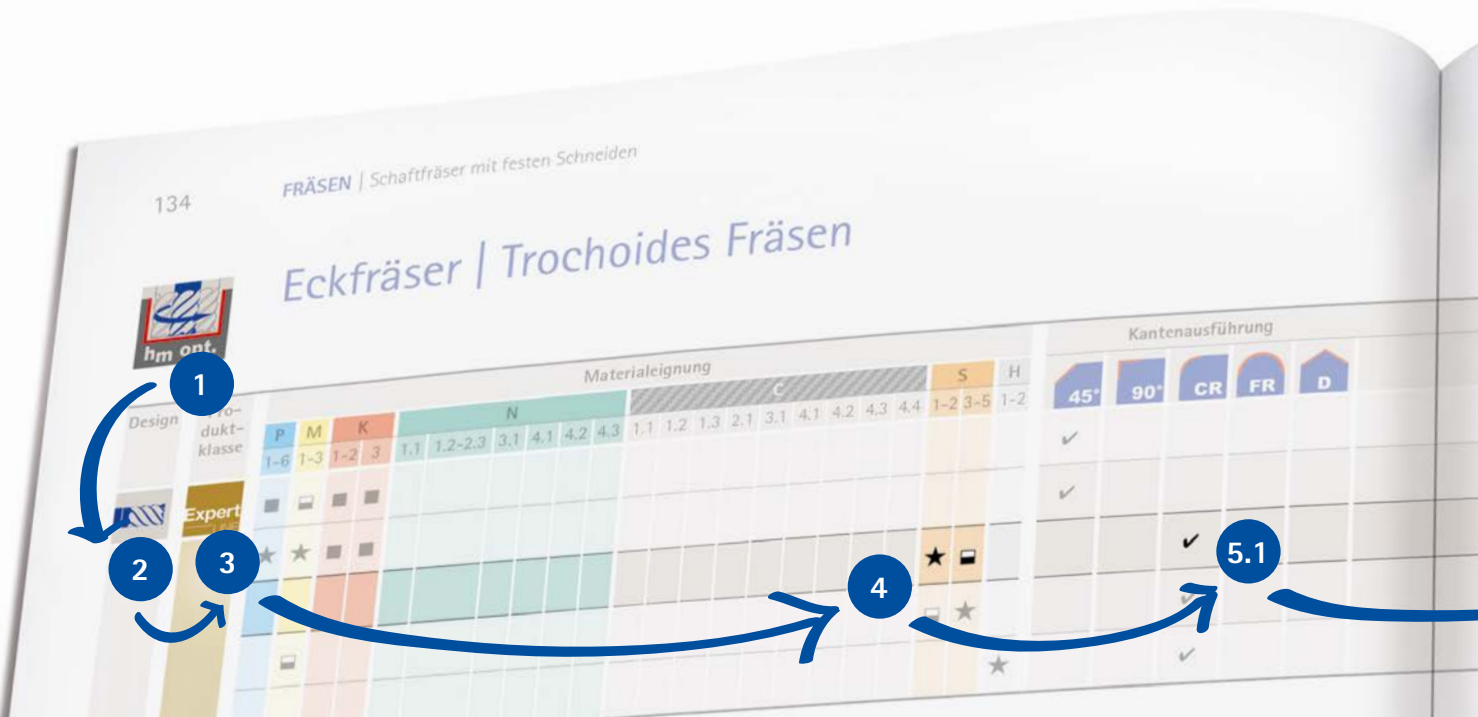 134
FRÄSEN | Schaftfräser mit festen Schneiden
Eckfräser | Trochoides Fräsen
hm opt.
1
Materialeignung
Kantenausführung
Design
dukt-
klasse
P M K N C S H
1–6 1–3 1–2 3 1.1 1.2–2.3 3.1 4.1 4.2 4.3 1.1 1.2 1.3 2.1 3.1 4.1 4.2 4.3 4.4 1–2 3–5 1–2
45° 90° CR FR D
✔
Expert
✔
2
3
✔
5.1
4
✔
✔